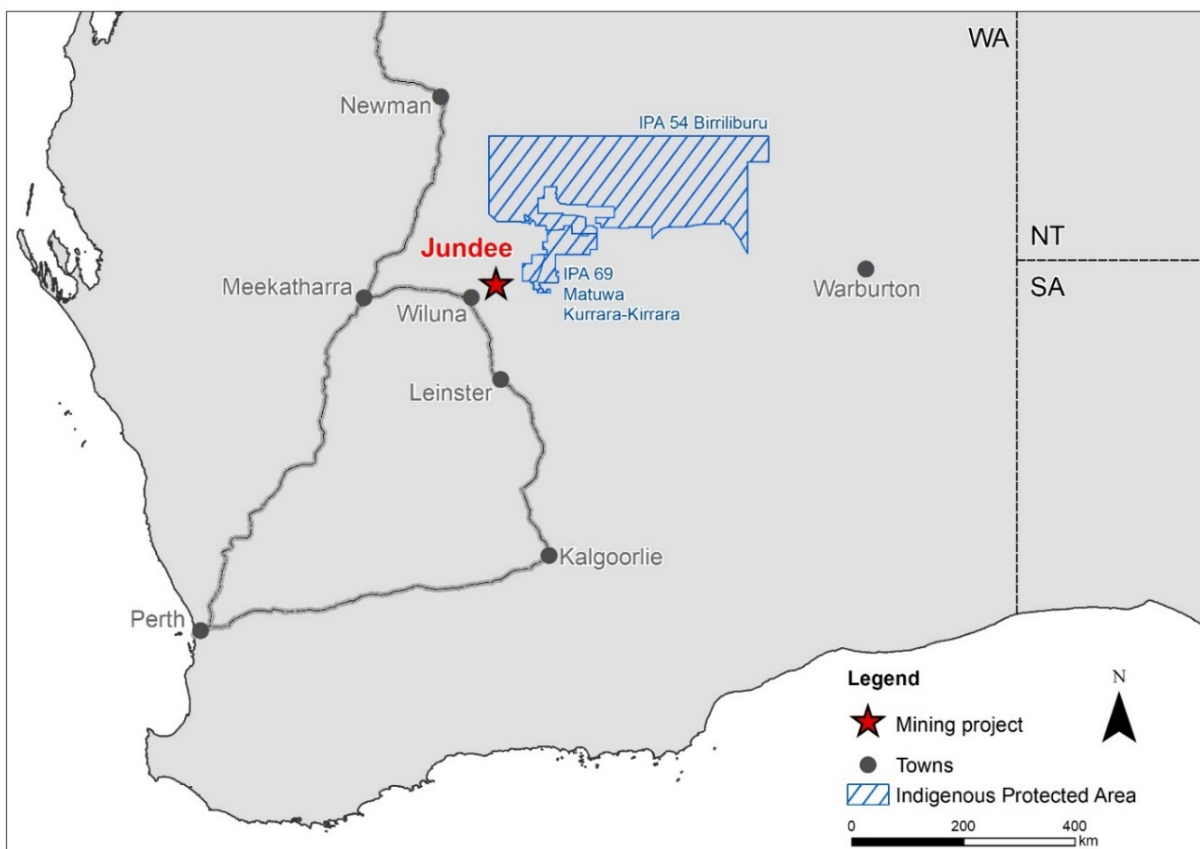 WA
Newman
IPA 54 Birriliburu
NT
Jundee
SA
IPA 69
Matuwa
Kurrara-Kirrara
Warburton
Meekatharra
Wiluna
Leinster
Kalgoorlie
Perth
Legend
N
Mining project
Towns
Indigenous Protected Area
0 200 400
km